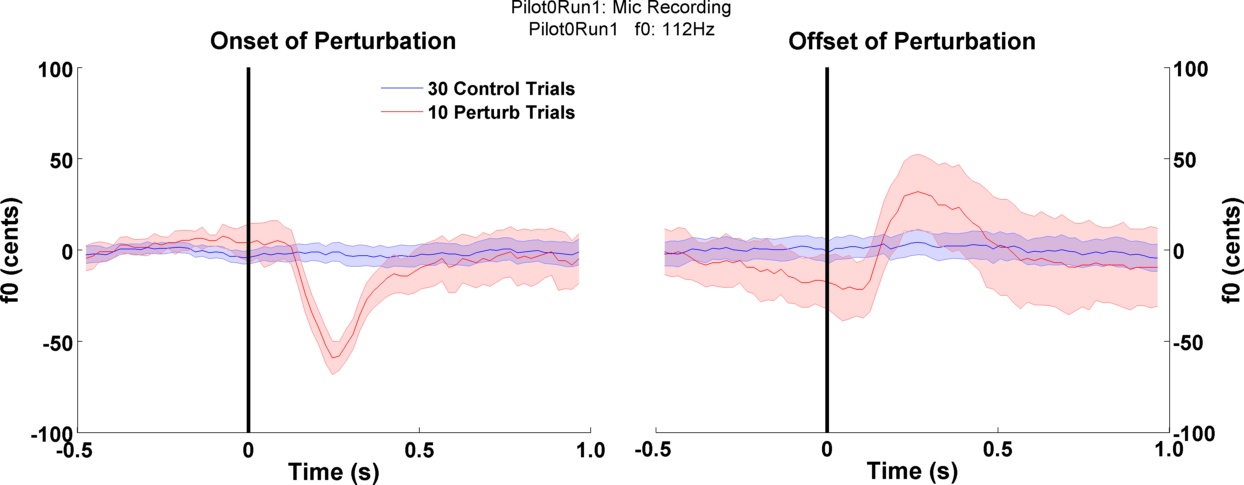 Pilot0Run1: Mic Recording
Pilot0Run1 f0: 112Hz
Onset of Perturbation
Offset of Perturbation
30 Control Trials
10 Perturb Trials
f0 (cents)
100
50
0
-50
-100
-0.5
0
0.5
1.0
Time (s)
-0.5
0
0.5
1.0
Time (s)
100
50
0
-50
-100
f0 (cents)